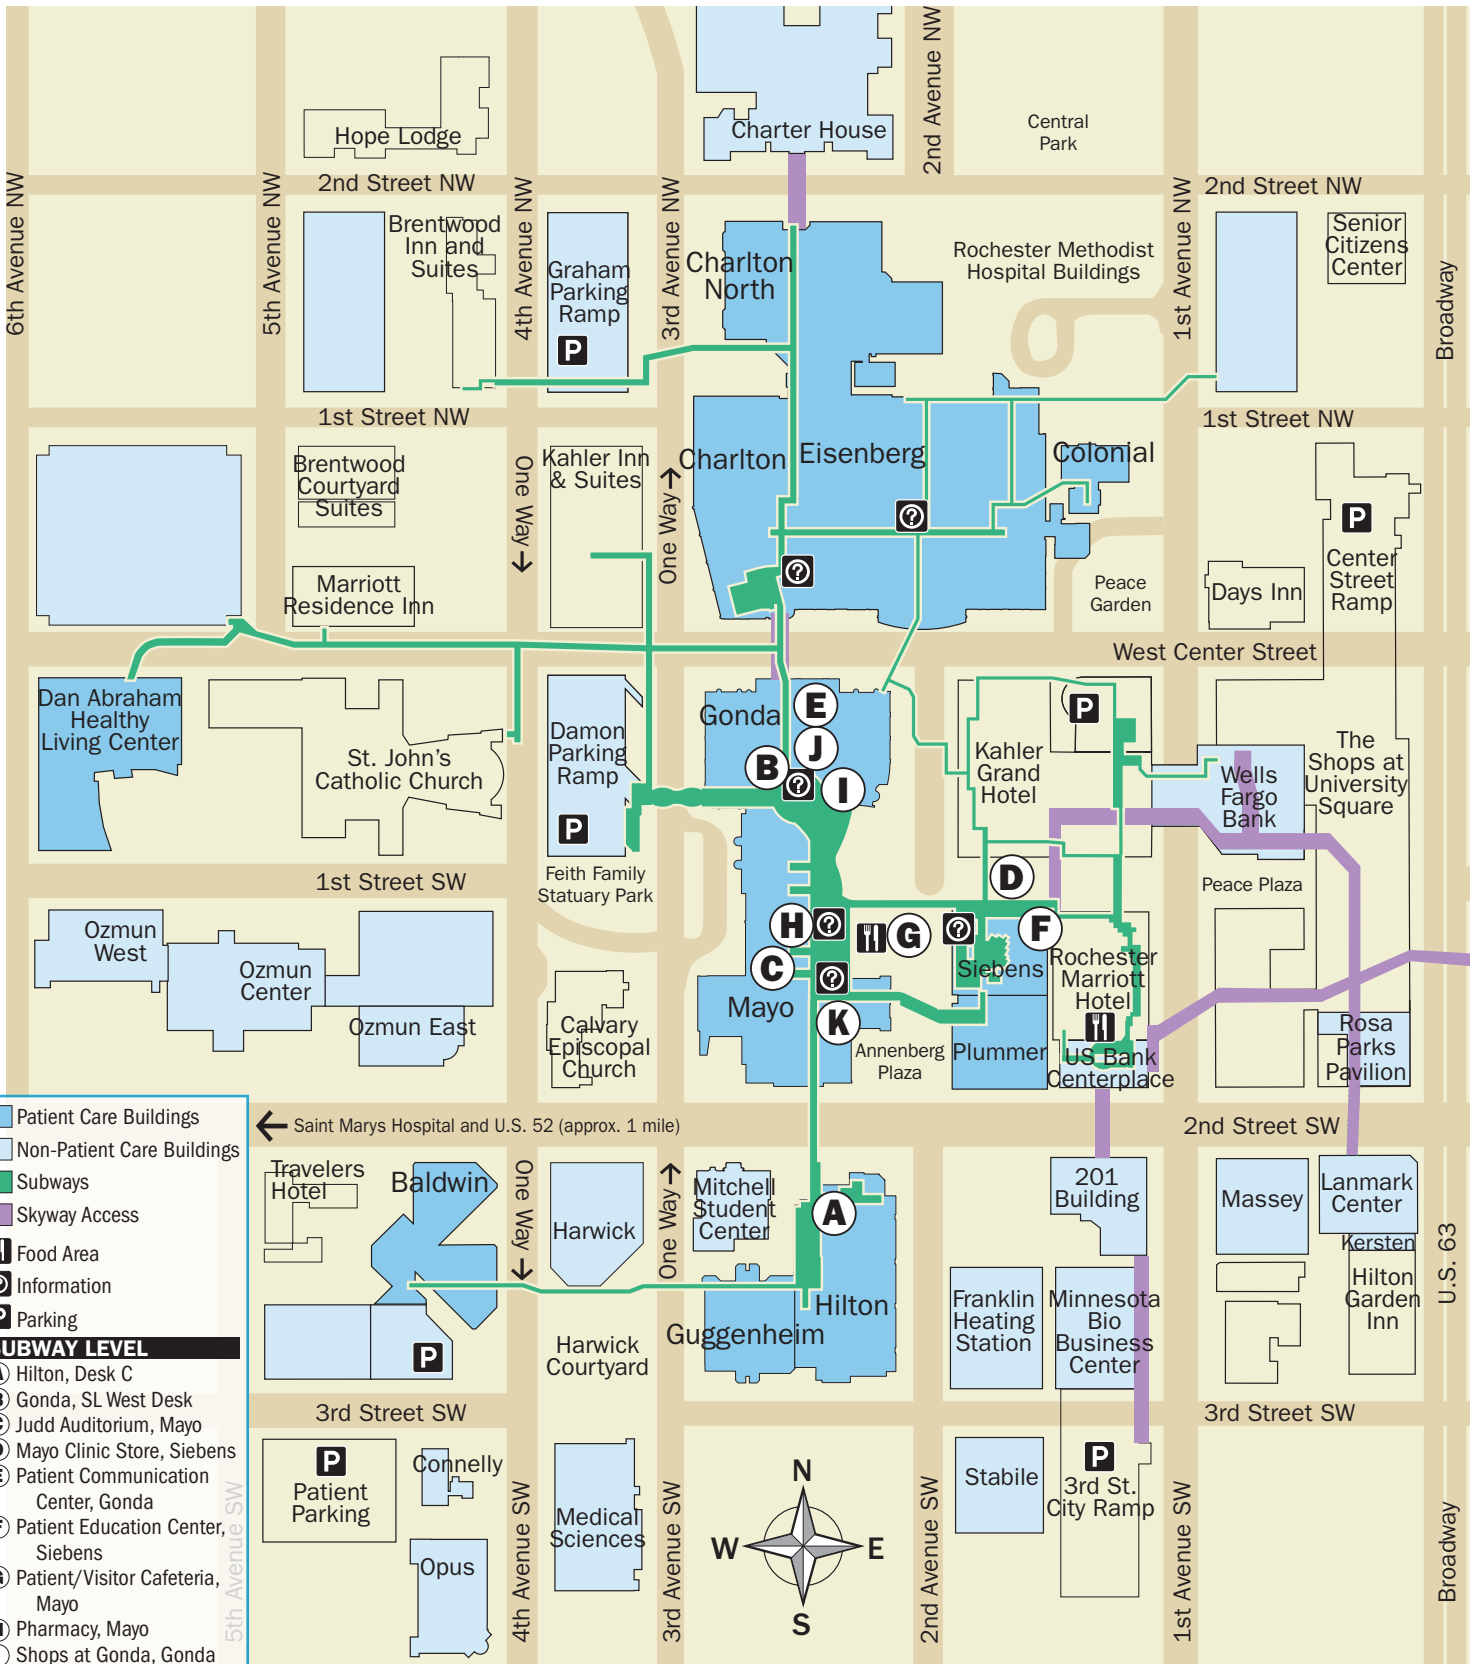 Charter House
2nd Avenue NW
Central
Park
Hope Lodge
2nd Street NW
2nd Street NW
6th Avenue NW
5th Avenue NW
4th Avenue NW
3rd Avenue NW
1st Avenue NW
Brentwood
Inn and
Suites
Graham
Parking
Ramp
P
Charlton
North
Rochester Methodist
Hospital Buildings
Senior
Citizens
Center
Broadway
1st Street NW
1st Street NW
Brentwood
Courtyard
Suites
One Way
Kahler Inn
& Suites
One Way
Charlton
Eisenberg
Colonial
?
?
P
Center
Street
Ramp
Marriott
Residence Inn
Peace
Garden
Days Inn
West Center Street
Dan Abraham
Healthy
Living Center
St. John's
Catholic Church
Damon
Parking
Ramp
P
Gonda
E
J
B
?
I
P
Kahler
Grand
Hotel
Wells
Fargo
Bank
The
Shops at
University
Square
1st Street SW
Feith Family
Statuary Park
D
Peace Plaza
Ozmun
West
Ozmun
Center
Ozmun East
H
?
G
?
F
C
?
Siebens
Rochester
Marriott
Hotel
Mayo
K
Calvary
Episcopal
Church
Annenberg
Plaza
Plummer
US Bank
Centerplace
Rosa
Parks
Pavilion
Saint Marys Hospital and U.S. 52 (approx. 1 mile)
2nd Street SW
Travelers
Hotel
Baldwin
One Way
Harwick
One Way
Mitchell
Student
Center
A
201
Building
Massey
Lanmark
Center
Kersten
Hilton
Garden
Inn
U.S. 63
P
Harwick
Courtyard
Guggenheim
Hilton
Franklin
Heating
Station
Minnesota
Bio
Business
Center
3rd Street SW
3rd Street SW
P
Patient
Parking
Connelly
Opus
Medical
Sciences
N
W
E
S
Stabile
P
3rd St.
City Ramp
5th Avenue SW
4th Avenue SW
3rd Avenue SW
2nd Avenue SW
1st Avenue SW
Broadway
Patient Care Buildings
Non-Patient Care Buildings
Subways
Skyway Access
Food Area
? Information
P Parking
SUBWAY LEVEL
A Hilton, Desk C
B Gonda, SL West Desk
C Judd Auditorium, Mayo
D Mayo Clinic Store, Siebens
E Patient Communication
Center, Gonda
F Patient Education Center,
Siebens
G Patient/Visitor Cafeteria,
Mayo
H Pharmacy, Mayo
Shops at Gonda, Gonda